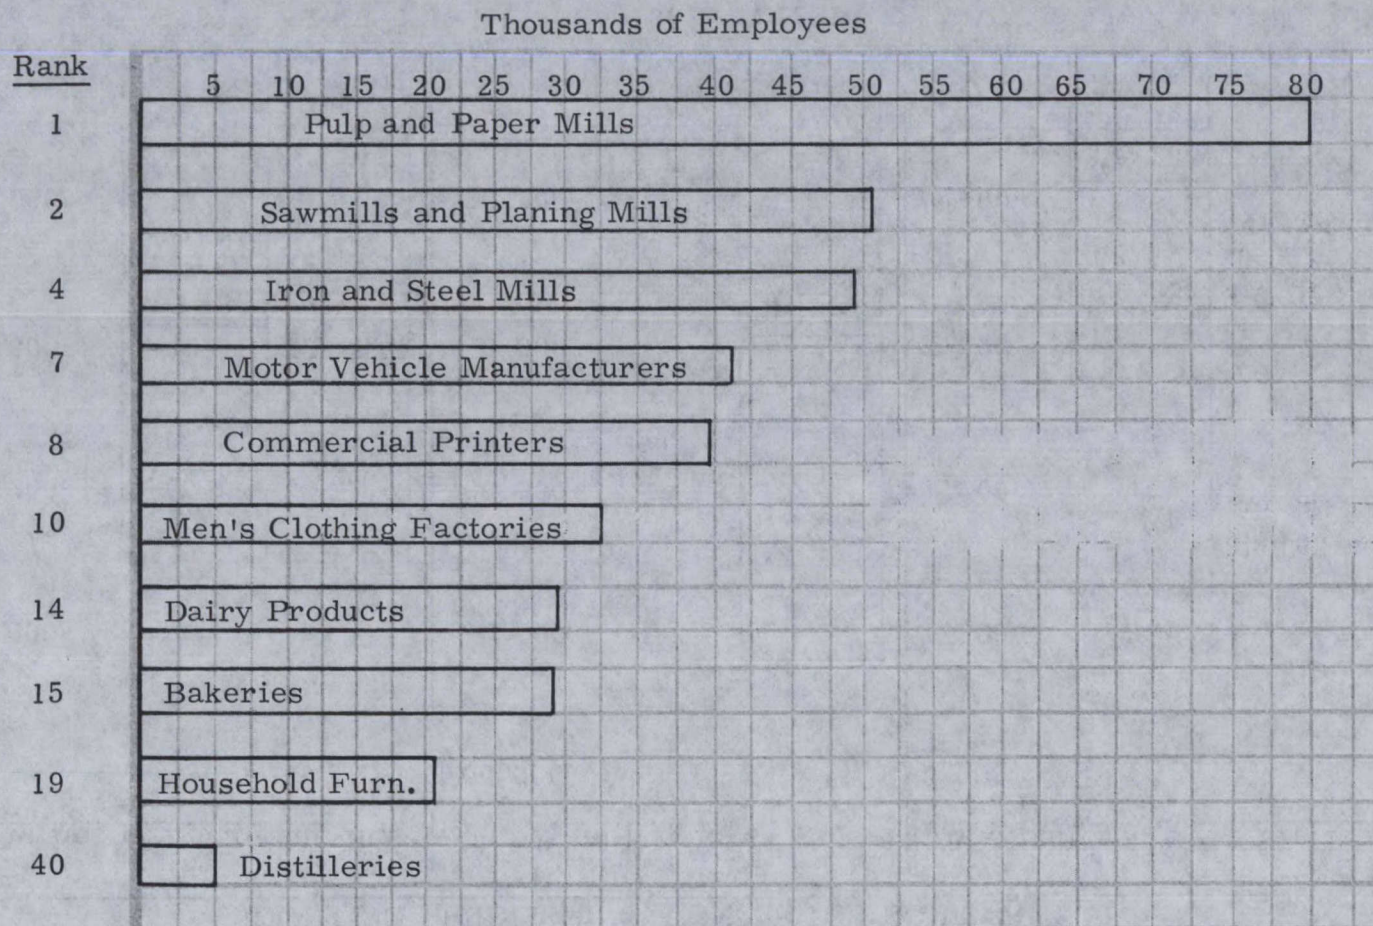 Thousands of Employees
Rank
5 10 15 20 25 30 35 40 45 50 55 60 65 70 75 80
1 Pulp and Paper Mills
2 Sawmills and Planing Mills
4 Iron and Steel Mills
7 Motor Vehicle Manufacturers
8 Commercial Printers
10 Men's Clothing Factories
14 Dairy Products
15 Bakeries
19 Household Furn.
40 Distilleries